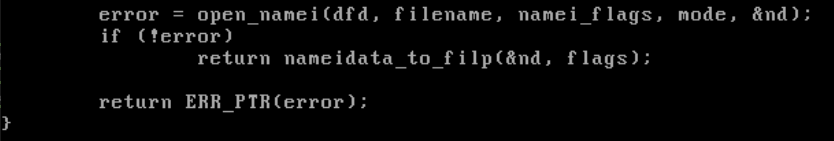 error = open_namei(dfd, filename, namei_flags, mode, &nd);
if (!error)
return nameidata_to_filp(&nd, flags);
return ERR_PTR(error);
}